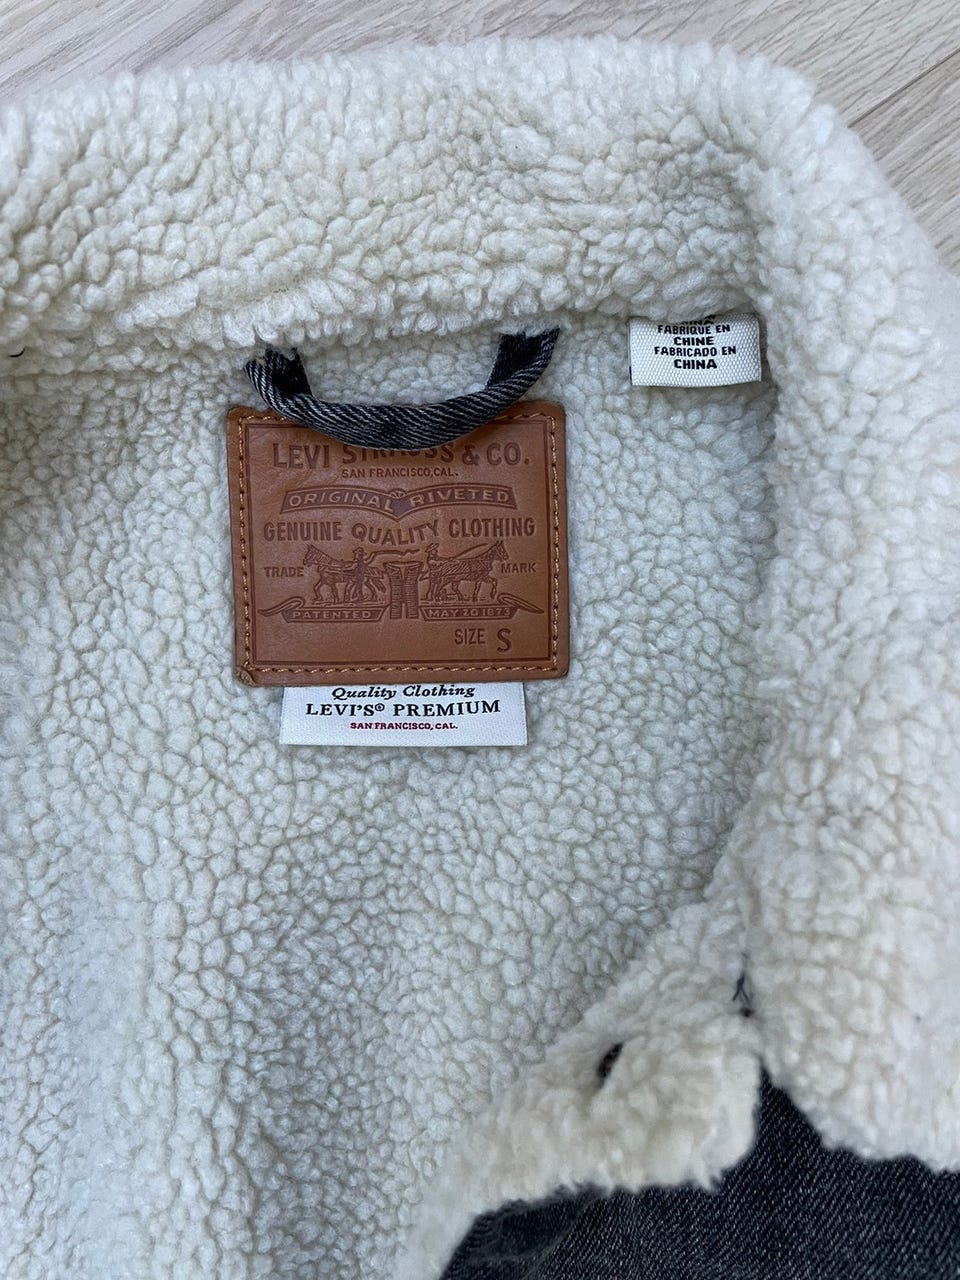 LEVI STRAUSS & CO.
SAN FRANCISCO, CAL.
ORIGINAL RIVETED
GENUINE QUALITY CLOTHING
TRADE MARK
PATENTED MAY 20 1873
SIZE S
Quality Clothing
LEVI'S® PREMIUM
SAN FRANCISCO, CAL.
FABRIQUE EN
CHINE
FABRICADO EN
CHINA